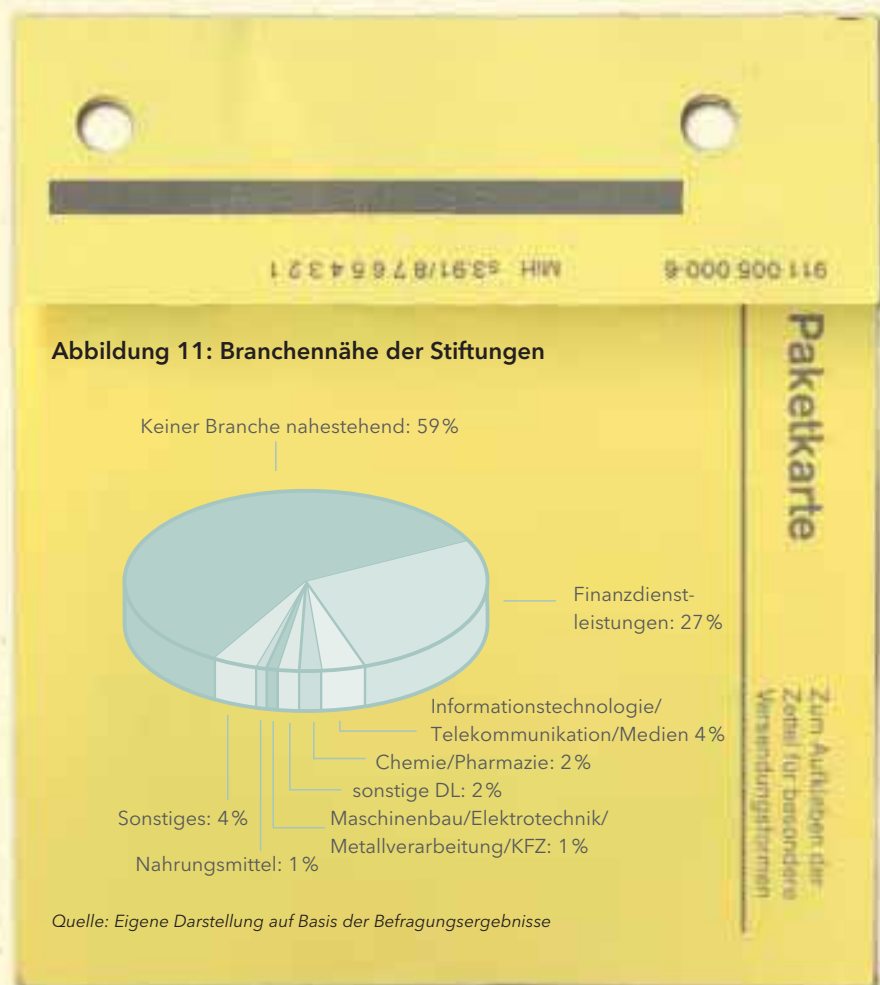 911 005 000-6
MiH s3.91/8 7 6 5 4 3 2 1
Paketkarte
Abbildung 11: Branchennähe der Stiftungen
Keiner Branche nahestehend: 59 %
Finanzdienst-
leistungen: 27 %
Informationstechnologie/
Telekommunikation/Medien 4 %
Chemie/Pharmazie: 2 %
sonstige DL: 2 %
Sonstiges: 4 %
Maschinenbau/Elektrotechnik/
Metallverarbeitung/KFZ: 1 %
Nahrungsmittel: 1 %
Zum Aufkleben der
Zettel für besondere
Versendungsformen
Quelle: Eigene Darstellung auf Basis der Befragungsergebnisse